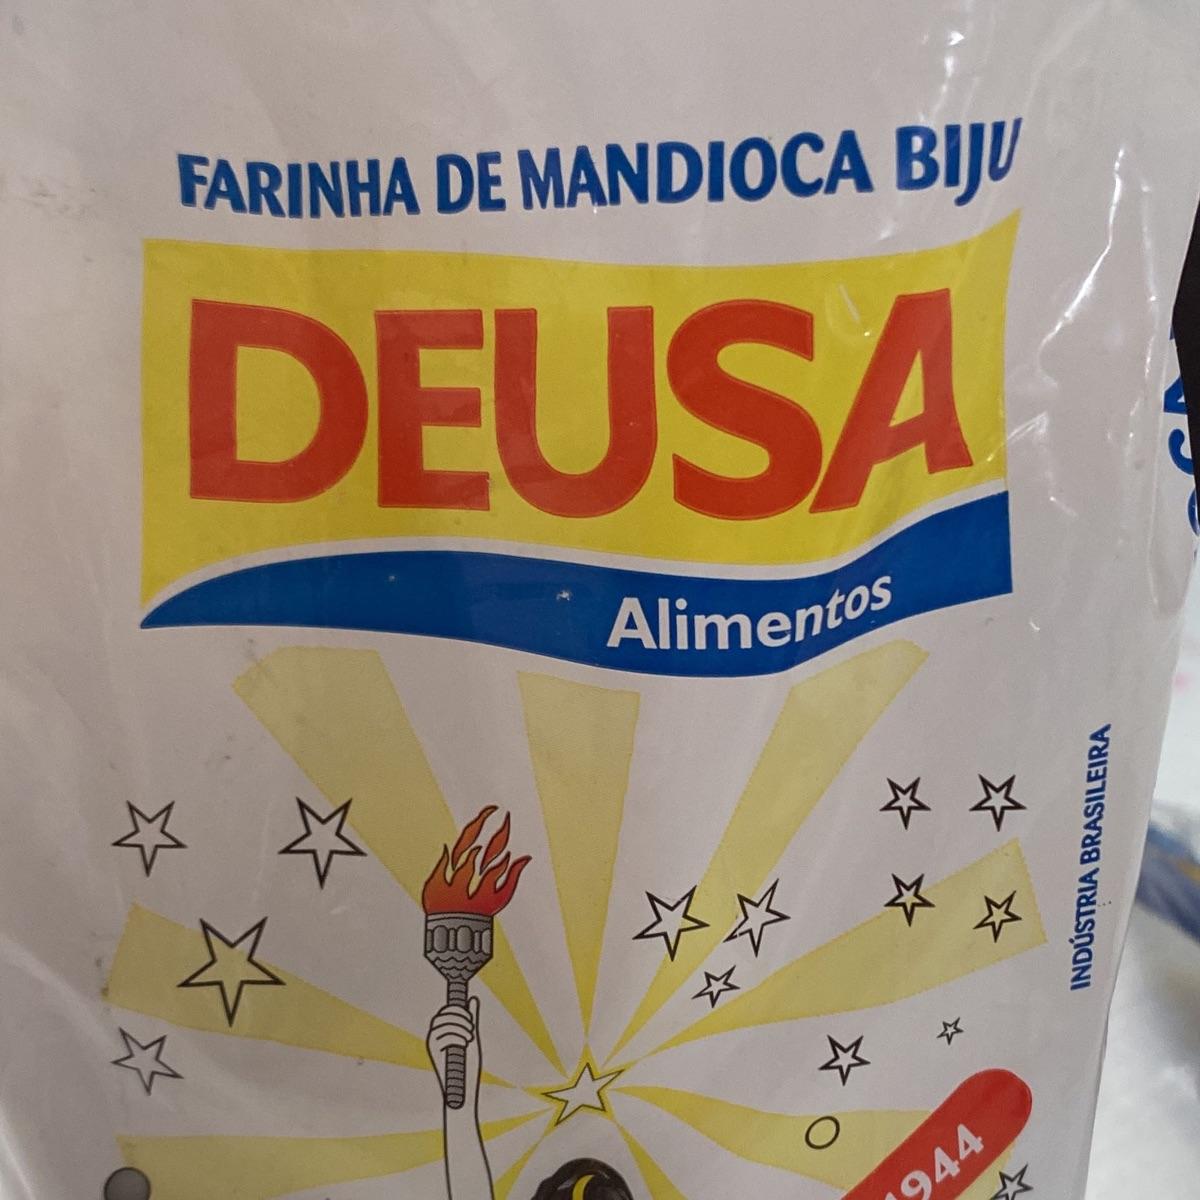 FARINHA DE MANDIOCA BIJU
DEUSA
Alimentos
INDÚSTRIA BRASILEIRA
1944